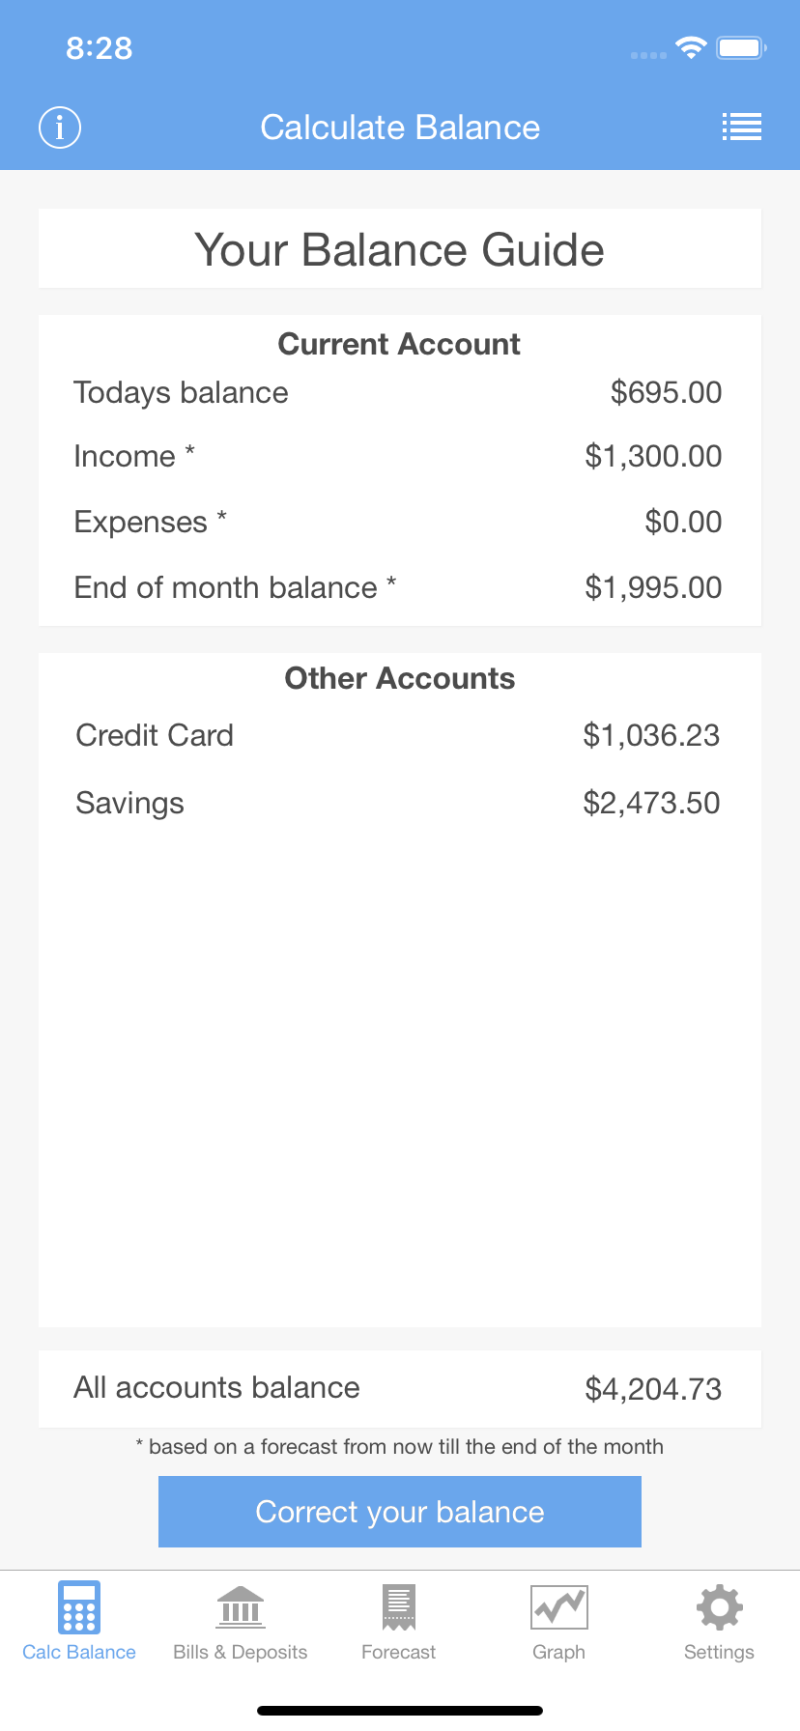 8:28
i
Calculate Balance
Your Balance Guide
Current Account
Todays balance $695.00
Income * $1,300.00
Expenses * $0.00
End of month balance * $1,995.00
Other Accounts
Credit Card $1,036.23
Savings $2,473.50
All accounts balance $4,204.73
* based on a forecast from now till the end of the month
Correct your balance
Calc Balance Bills & Deposits Forecast Graph Settings